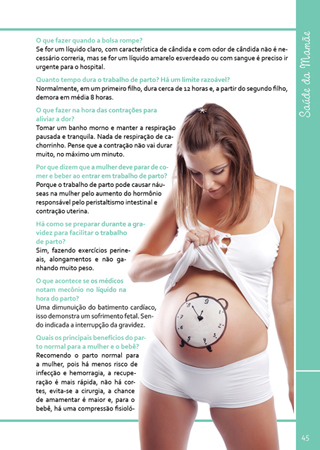 O que fazer quando a bolsa rompe?
Se for um líquido claro, com característica de cândida e com odor de cândida não é ne-
cessário correria, mas se for um líquido amarelo esverdeado ou com sangue é preciso ir
urgente para o hospital.
Quanto tempo dura o trabalho de parto? Há um limite razoável?
Normalmente, em um primeiro filho, dura cerca de 12 horas e, a partir do segundo filho,
demora em média 8 horas.
O que fazer na hora das contrações para
aliviar a dor?
Tomar um banho morno e manter a respiração
pausada e tranquila. Nada de respiração de ca-
chorrinho. Pense que a contração não vai durar
muito, no máximo um minuto.
Por que dizem que a mulher deve parar de co-
mer e beber ao entrar em trabalho de parto?
Porque o trabalho de parto pode causar náu-
seas na mulher pelo aumento do hormônio
responsável pelo peristaltismo intestinal e
contração uterina.
Há como se preparar durante a gra-
videz para facilitar o trabalho
de parto?
Sim, fazendo exercícios perine-
ais, alongamentos e não ga-
nhando muito peso.
O que acontece se os médicos
notam mecônio no líquido na
hora do parto?
Uma diminuição do batimento cardíaco,
isso demonstra um sofrimento fetal. Sen-
do indicada a interrupção da gravidez.
Quais os principais benefícios do par-
to normal para a mulher e o bebê?
Recomendo o parto normal para
a mulher, pois há menos risco de
infecção e hemorragia, a recupe-
ração é mais rápida, não há cor-
tes, evita-se a cirurgia, a chance
de amamentar é maior e, para o
bebê, há uma compressão fisioló-
Saúde da Mamãe
45